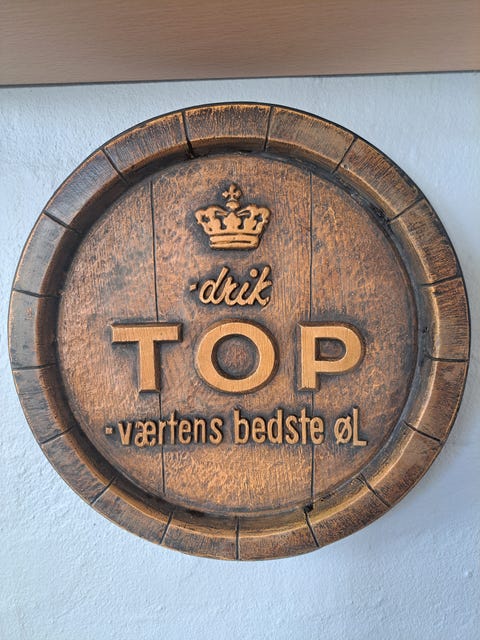 -drik
TOP
-værtens bedste øL